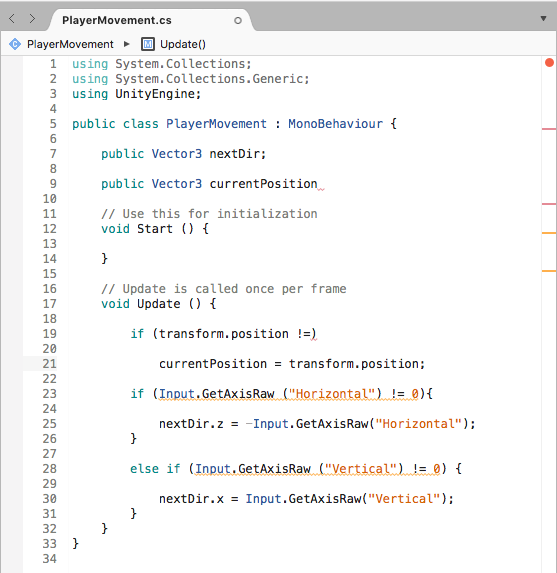 PlayerMovement.cs
PlayerMovement ▸ M Update()
1 using System.Collections;
2 using System.Collections.Generic;
3 using UnityEngine;
4
5 public class PlayerMovement : MonoBehaviour {
6
7 public Vector3 nextDir;
8
9 public Vector3 currentPosition
10
11 // Use this for initialization
12 void Start () {
13
14 }
15
16 // Update is called once per frame
17 void Update () {
18
19 if (transform.position !=)
20
21 currentPosition = transform.position;
22
23 if (Input.GetAxisRaw ("Horizontal") != 0){
24
25 nextDir.z = -Input.GetAxisRaw("Horizontal");
26 }
27
28 else if (Input.GetAxisRaw ("Vertical") != 0) {
29
30 nextDir.x = Input.GetAxisRaw("Vertical");
31 }
32 }
33 }
34